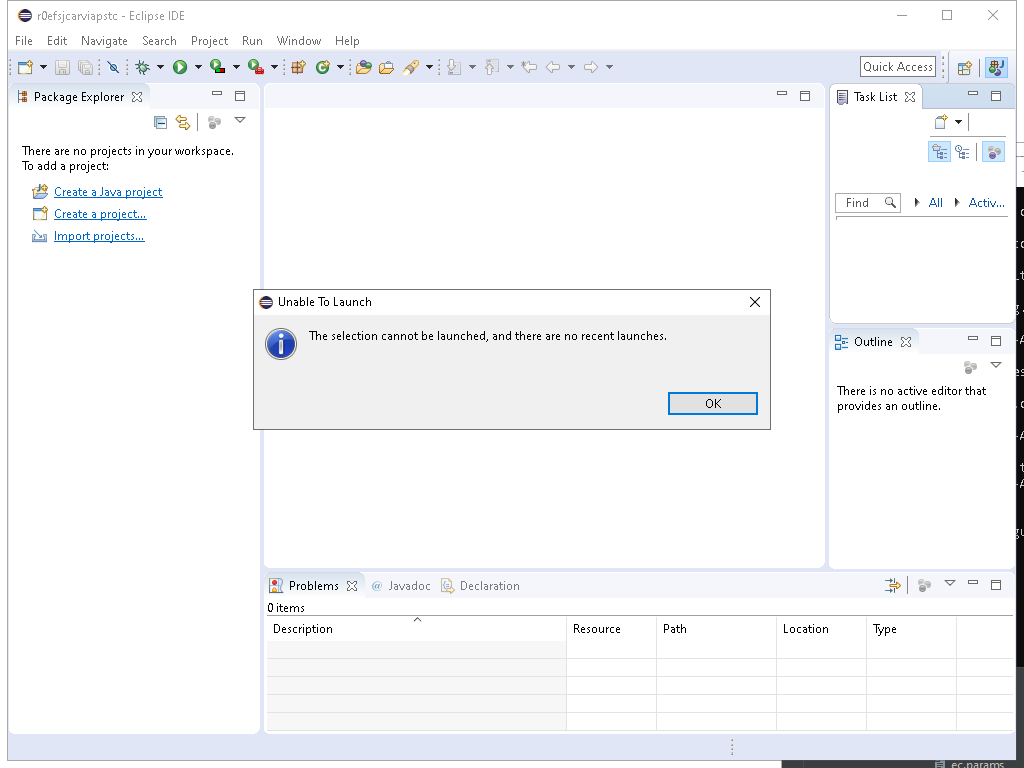 r0efsjcarviapstc - Eclipse IDE
File Edit Navigate Search Project Run Window Help
Quick Access
Package Explorer
Task List
There are no projects in your workspace.
To add a project:
Create a Java project
Create a project...
Import projects...
Find All Activ...
Unable To Launch
The selection cannot be launched, and there are no recent launches.
OK
Outline
There is no active editor that
provides an outline.
Problems @ Javadoc Declaration
0 items
Description Resource Path Location Type
ec.params